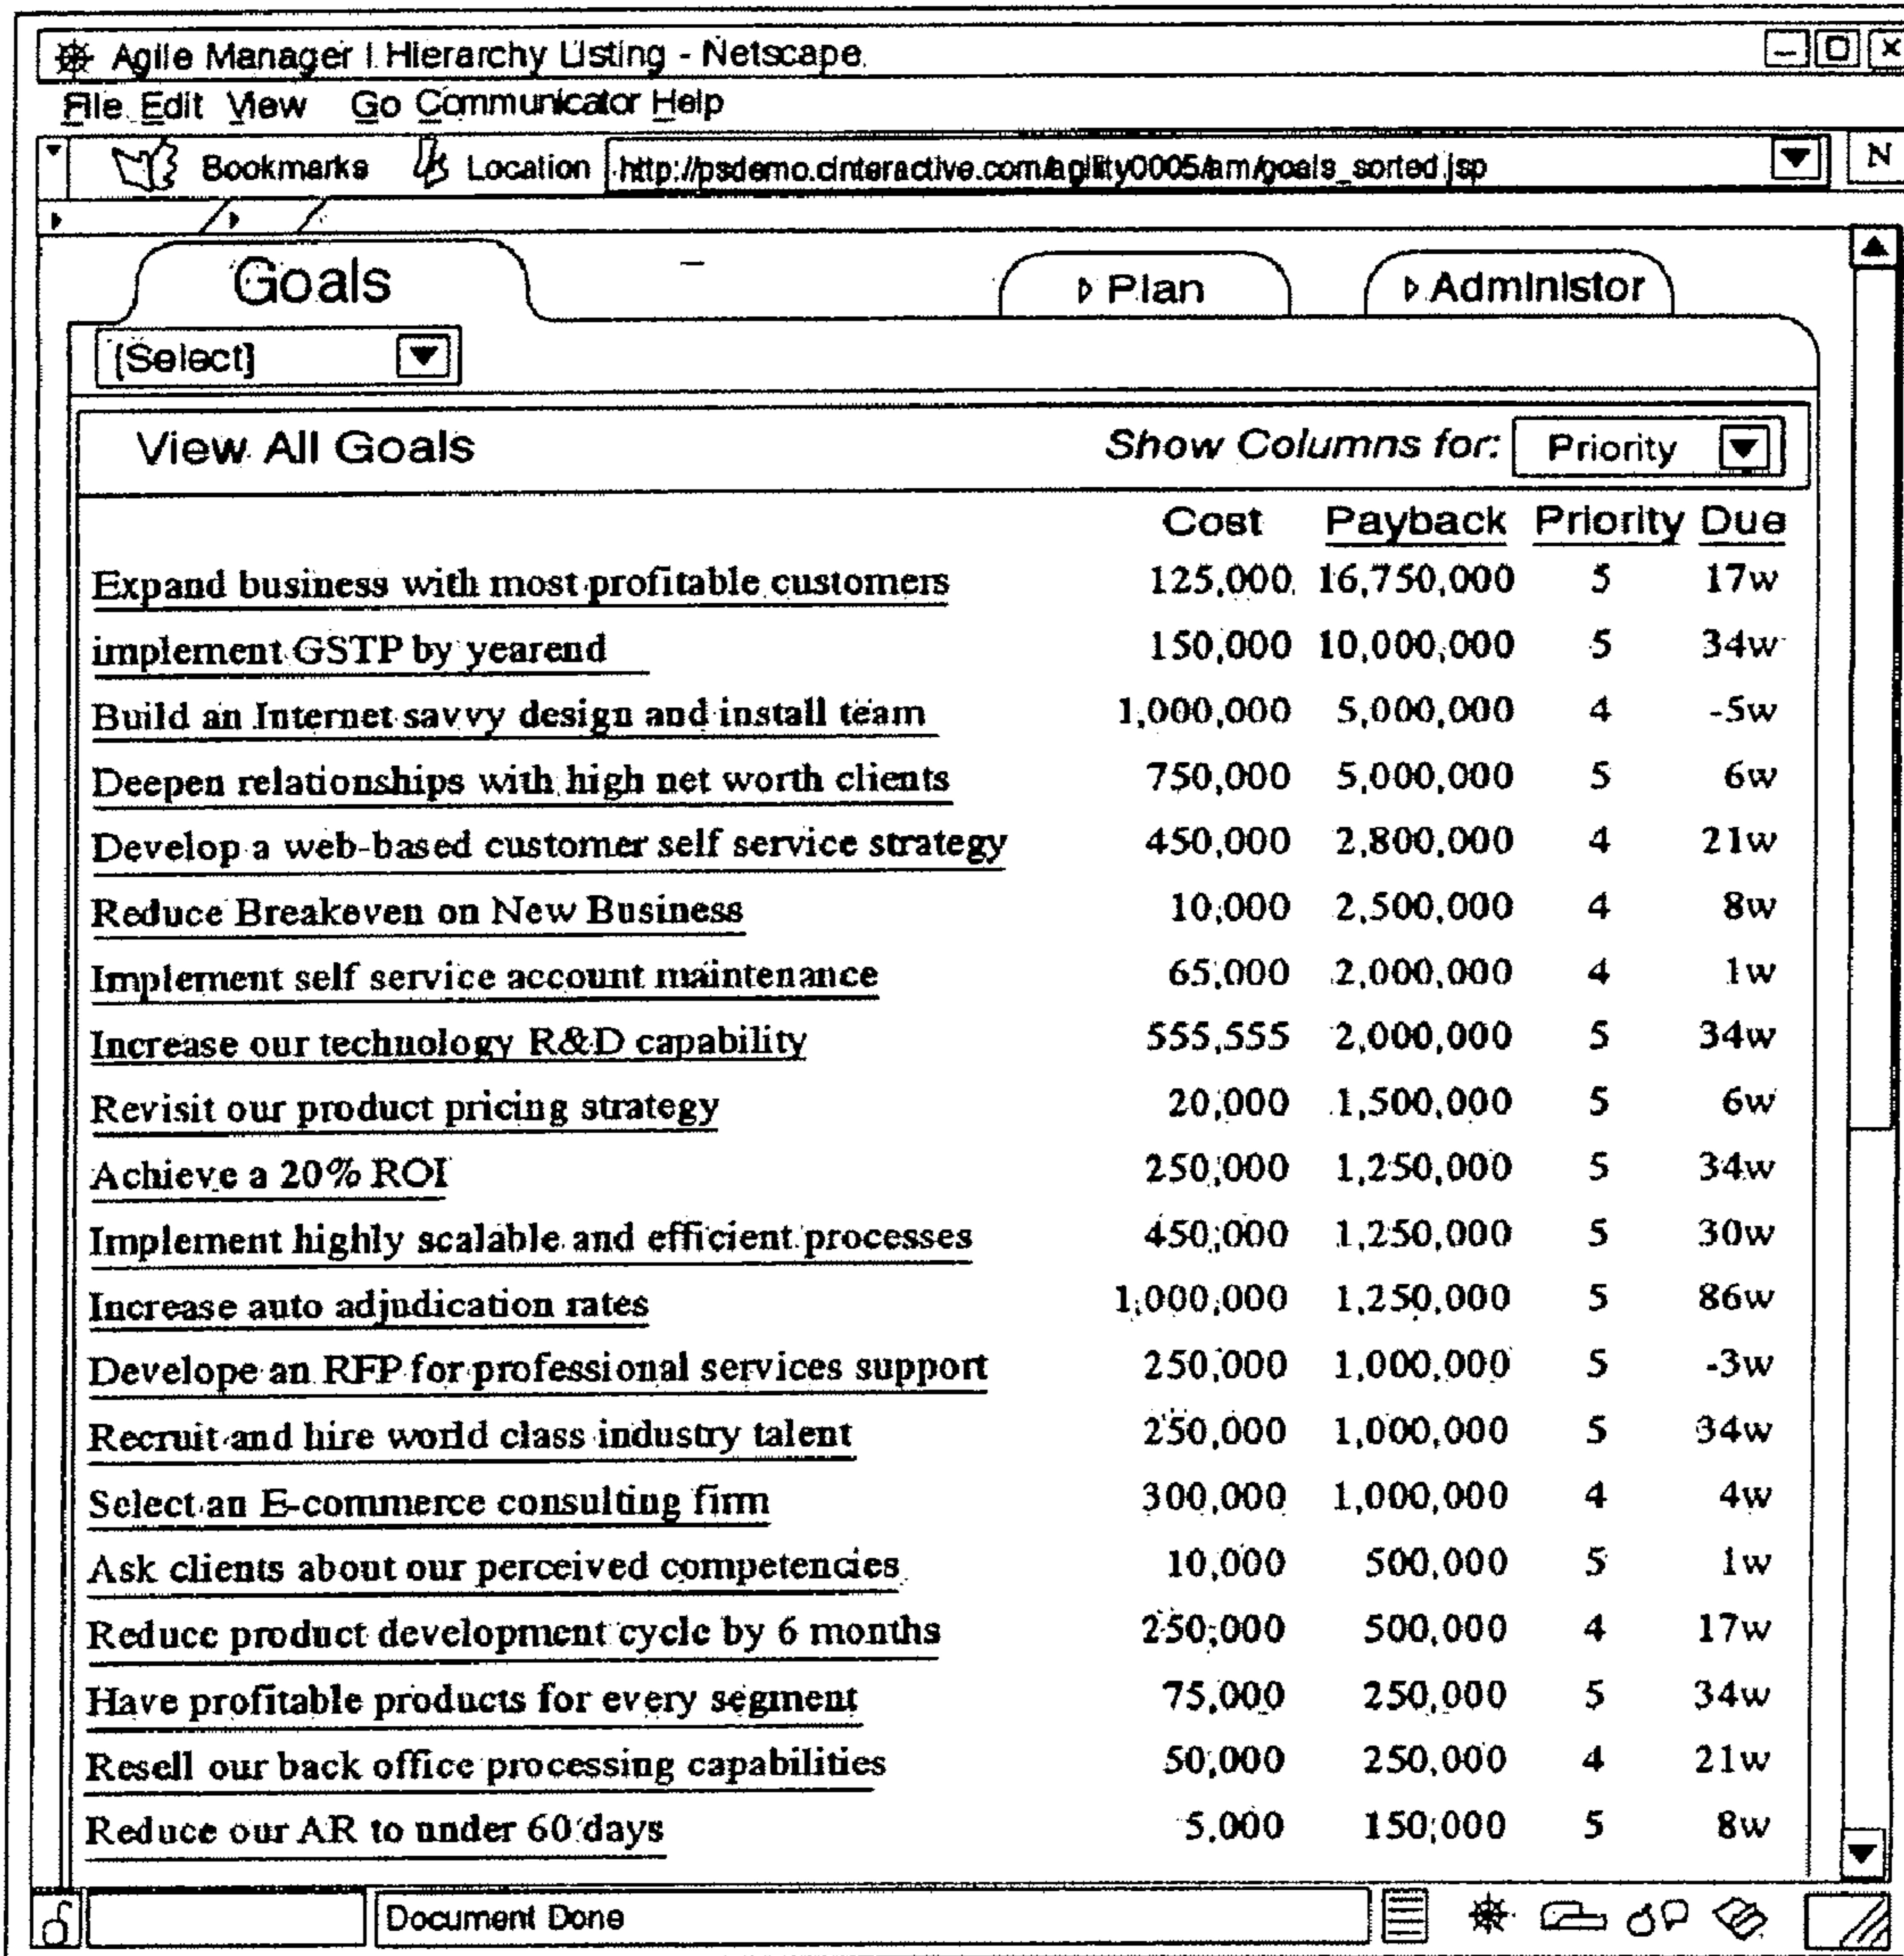 Agile Manager | Hierarchy Listing - Netscape
File Edit View Go Communicator Help
Bookmarks Location http://psdemo.cinteractive.com/agility0005/am/goals_sorted.jsp N
Goals Plan Administor
[Select]
View All Goals Show Columns for: Priority
Cost Payback Priority Due
Expand business with most profitable customers 125,000 16,750,000 5 17w
implement GSTP by yearend 150,000 10,000,000 5 34w
Build an Internet savvy design and install team 1,000,000 5,000,000 4 -5w
Deepen relationships with high net worth clients 750,000 5,000,000 5 6w
Develop a web-based customer self service strategy 450,000 2,800,000 4 21w
Reduce Breakeven on New Business 10,000 2,500,000 4 8w
Implement self service account maintenance 65,000 2,000,000 4 1w
Increase our technology R&D capability 555,555 2,000,000 5 34w
Revisit our product pricing strategy 20,000 1,500,000 5 6w
Achieve a 20% ROI 250,000 1,250,000 5 34w
Implement highly scalable and efficient processes 450,000 1,250,000 5 30w
Increase auto adjudication rates 1,000,000 1,250,000 5 86w
Develope an RFP for professional services support 250,000 1,000,000 5 -3w
Recruit and hire world class industry talent 250,000 1,000,000 5 34w
Select an E-commerce consulting firm 300,000 1,000,000 4 4w
Ask clients about our perceived competencies 10,000 500,000 5 1w
Reduce product development cycle by 6 months 250,000 500,000 4 17w
Have profitable products for every segment 75,000 250,000 5 34w
Resell our back office processing capabilities 50,000 250,000 4 21w
Reduce our AR to under 60 days 5,000 150,000 5 8w
Document Done